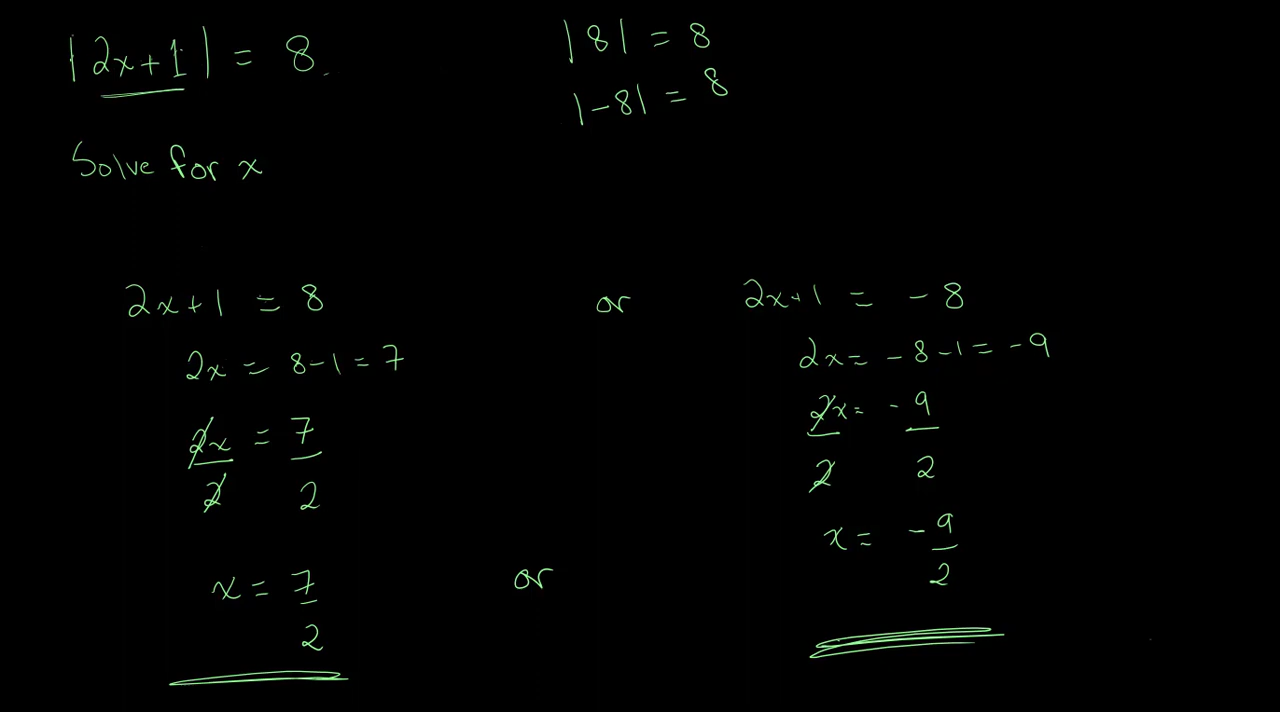 |2x+1| = 8
|8| = 8
|-8| = 8
Solve for x
2x+1 = 8 or 2x+1 = -8
2x = 8-1 = 7
2x = -8-1 = -9
2x/2 = 7/2
2x/2 = -9/2
x = 7/2 or x = -9/2